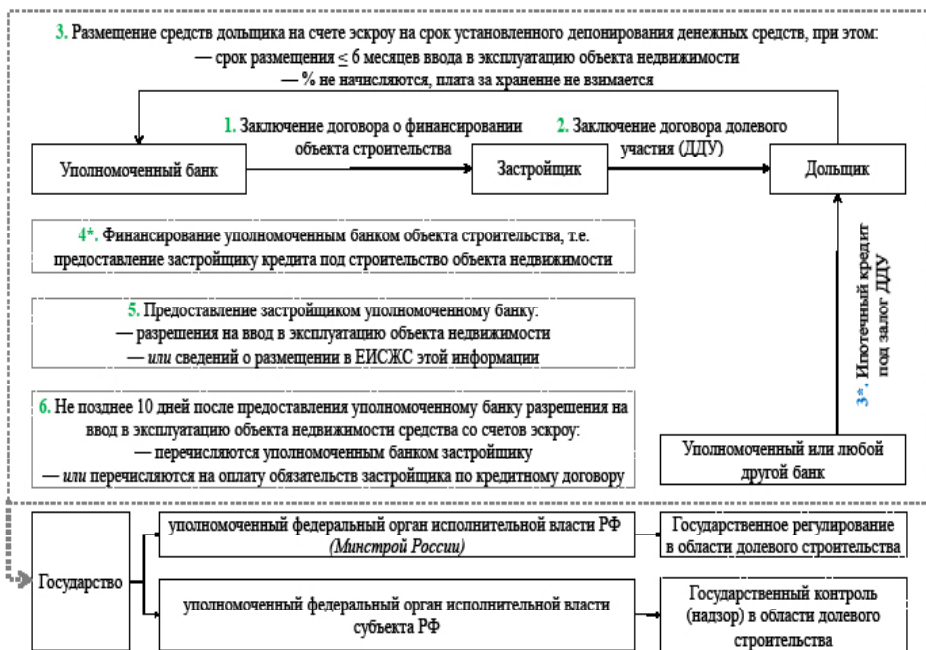 3. Размещение средств дольщика на счете эскроу на срок установленного депонирования денежных средств, при этом:
— срок размещения ≤ 6 месяцев ввода в эксплуатацию объекта недвижимости
— % не начисляются, плата за хранение не взимается
1. Заключение договора о финансировании
объекта строительства
2. Заключение договора долевого
участия (ДДУ)
Уполномоченный банк
Застройщик
Дольщик
4*. Финансирование уполномоченным банком объекта строительства, т.е.
предоставление застройщику кредита под строительство объекта недвижимости
5. Предоставление застройщиком уполномоченному банку:
— разрешения на ввод в эксплуатацию объекта недвижимости
— или сведений о размещении в ЕИСЖС этой информации
3*. Ипотечный кредит
под залог ДДУ
6. Не позднее 10 дней после предоставления уполномоченному банку разрешения на
ввод в эксплуатацию объекта недвижимости средства со счетов эскроу:
— перечисляются уполномоченным банком застройщику
— или перечисляются на оплату обязательств застройщика по кредитному договору
Уполномоченный или любой
другой банк
Государство
уполномоченный федеральный орган исполнительной власти РФ
(Минстрой России)
Государственное регулирование
в области долевого строительства
уполномоченный федеральный орган исполнительной власти
субъекта РФ
Государственный контроль
(надзор) в области долевого
строительства